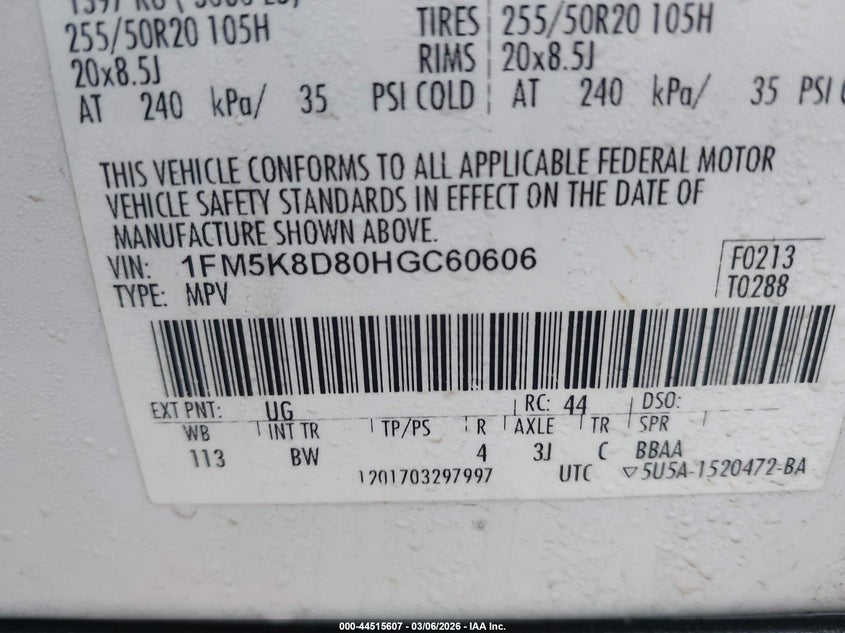 255/50R20 105H TIRES 255/50R20 105H
20x8.5J RIMS 20x8.5J
AT 240 kPa/ 35 PSI COLD AT 240 kPa/ 35 PSI
THIS VEHICLE CONFORMS TO ALL APPLICABLE FEDERAL MOTOR
VEHICLE SAFETY STANDARDS IN EFFECT ON THE DATE OF
MANUFACTURE SHOWN ABOVE.
VIN: 1FM5K8D80HGC60606 F0213
TYPE: MPV T0288
EXT PNT: UG RC: 44 DSO:
WB INT TR TP/PS R AXLE TR SPR
113 BW 4 3J C BBAA
1201703297997 UTC ▽5U5A-1520472-BA
000-44515607 - 03/06/2026 - IAA Inc.